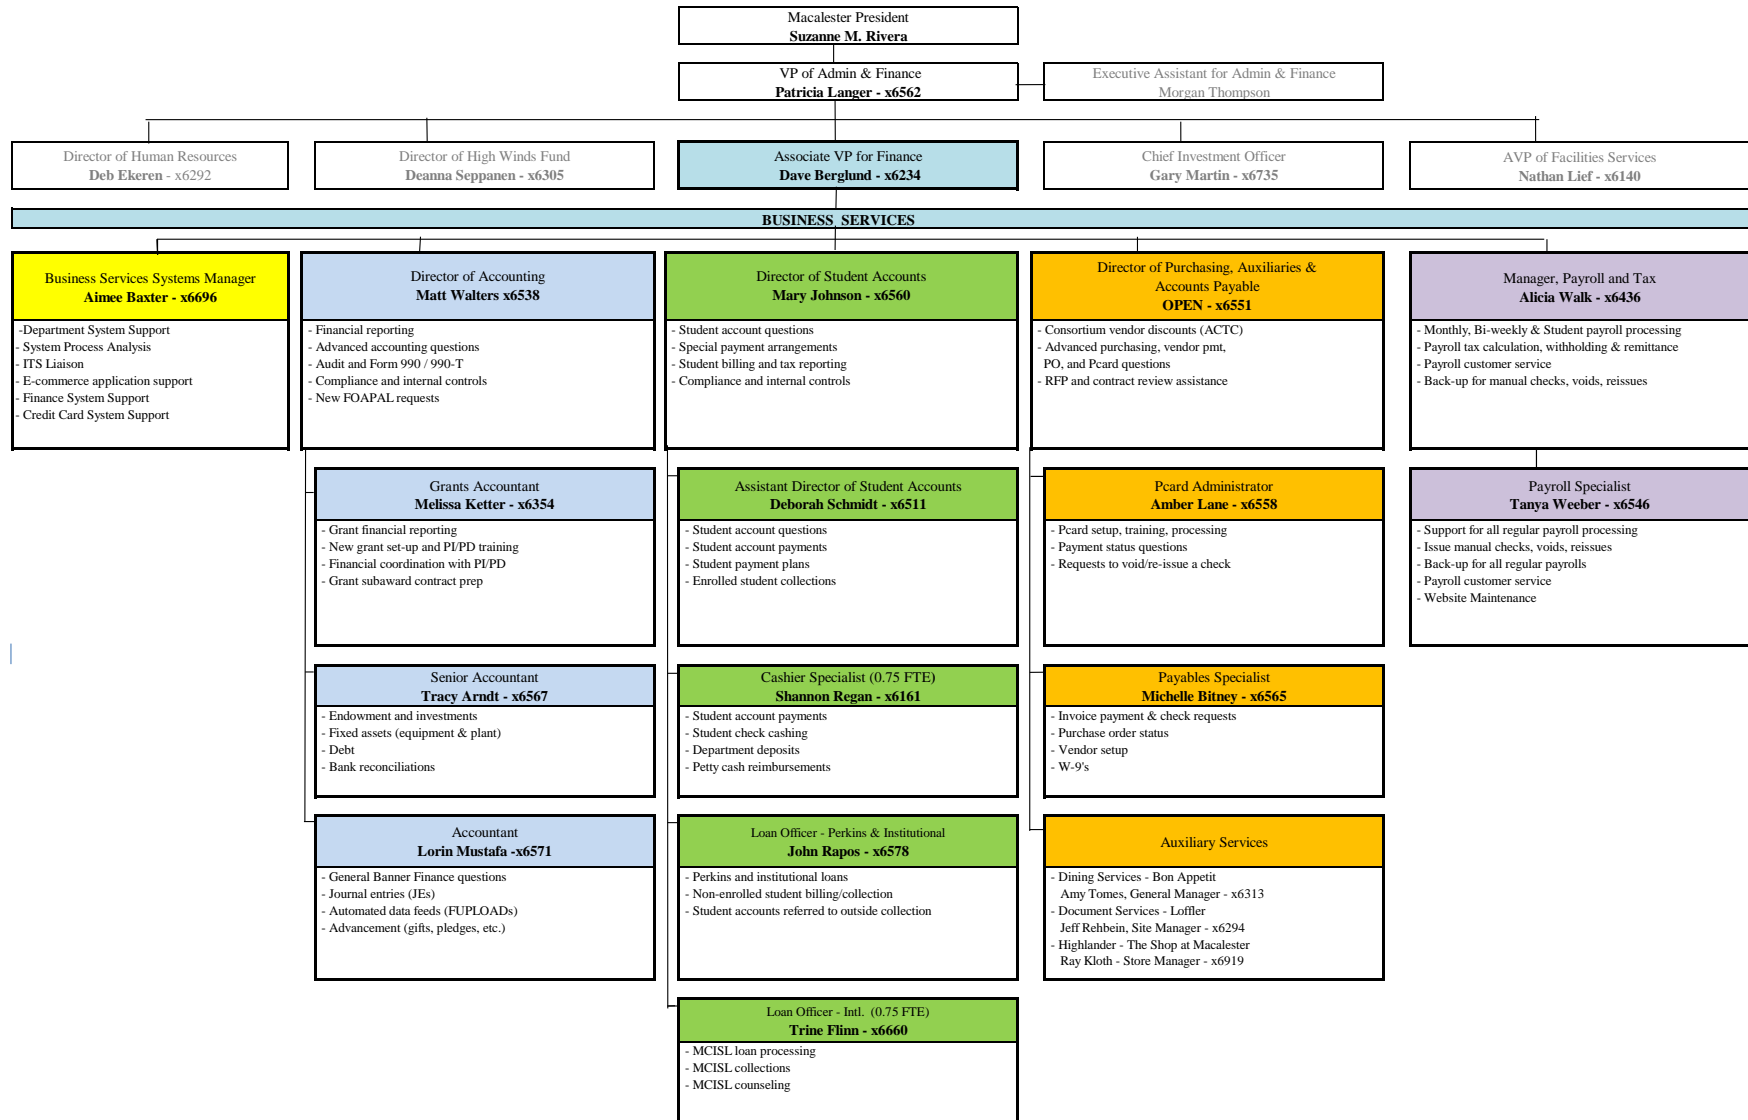 Macalester President
Suzanne M. Rivera
VP of Admin & Finance
Patricia Langer - x6562
Executive Assistant for Admin & Finance
Morgan Thompson
Director of Human Resources
Deb Ekeren - x6292
Director of High Winds Fund
Deanna Seppanen - x6305
Associate VP for Finance
Dave Berglund - x6234
Chief Investment Officer
Gary Martin - x6735
AVP of Facilities Services
Nathan Lief - x6140
BUSINESS SERVICES
Business Services Systems Manager
Aimee Baxter - x6696
-Department System Support
- System Process Analysis
- ITS Liaison
- E-commerce application support
- Finance System Support
- Credit Card System Support
Director of Accounting
Matt Walters x6538
- Financial reporting
- Advanced accounting questions
- Audit and Form 990 / 990-T
- Compliance and internal controls
- New FOAPAL requests
Grants Accountant
Melissa Ketter - x6354
- Grant financial reporting
- New grant set-up and PI/PD training
- Financial coordination with PI/PD
- Grant subaward contract prep
Senior Accountant
Tracy Arndt - x6567
- Endowment and investments
- Fixed assets (equipment & plant)
- Debt
- Bank reconciliations
Accountant
Lorin Mustafa -x6571
- General Banner Finance questions
- Journal entries (JEs)
- Automated data feeds (FUPLOADs)
- Advancement (gifts, pledges, etc.)
Director of Student Accounts
Mary Johnson - x6560
- Student account questions
- Special payment arrangements
- Student billing and tax reporting
- Compliance and internal controls
Assistant Director of Student Accounts
Deborah Schmidt - x6511
- Student account questions
- Student account payments
- Student payment plans
- Enrolled student collections
Cashier Specialist (0.75 FTE)
Shannon Regan - x6161
- Student account payments
- Student check cashing
- Department deposits
- Petty cash reimbursements
Loan Officer - Perkins & Institutional
John Rapos - x6578
- Perkins and institutional loans
- Non-enrolled student billing/collection
- Student accounts referred to outside collection
Loan Officer - Intl. (0.75 FTE)
Trine Flinn - x6660
- MCISL loan processing
- MCISL collections
- MCISL counseling
Director of Purchasing, Auxiliaries &
Accounts Payable
OPEN - x6551
- Consortium vendor discounts (ACTC)
- Advanced purchasing, vendor pmt,
PO, and Pcard questions
- RFP and contract review assistance
Pcard Administrator
Amber Lane - x6558
- Pcard setup, training, processing
- Payment status questions
- Requests to void/re-issue a check
Payables Specialist
Michelle Bitney - x6565
- Invoice payment & check requests
- Purchase order status
- Vendor setup
- W-9's
Auxiliary Services
- Dining Services - Bon Appetit
Amy Tomes, General Manager - x6313
- Document Services - Loffler
Jeff Rehbein, Site Manager - x6294
- Highlander - The Shop at Macalester
Ray Kloth - Store Manager - x6919
Manager, Payroll and Tax
Alicia Walk - x6436
- Monthly, Bi-weekly & Student payroll processing
- Payroll tax calculation, withholding & remittance
- Payroll customer service
- Back-up for manual checks, voids, reissues
Payroll Specialist
Tanya Weeber - x6546
- Support for all regular payroll processing
- Issue manual checks, voids, reissues
- Back-up for all regular payrolls
- Payroll customer service
- Website Maintenance